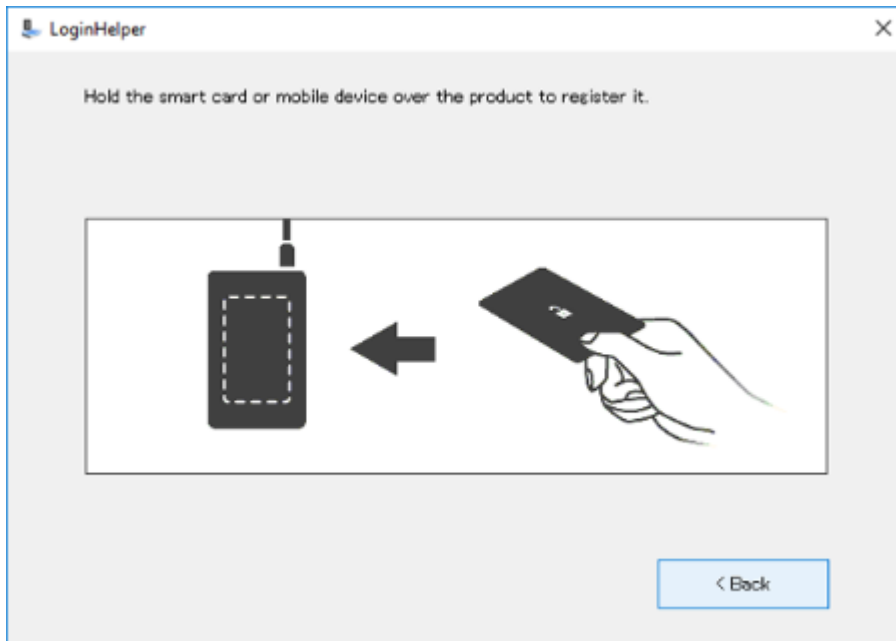 LoginHelper
Hold the smart card or mobile device over the product to register it.
< Back